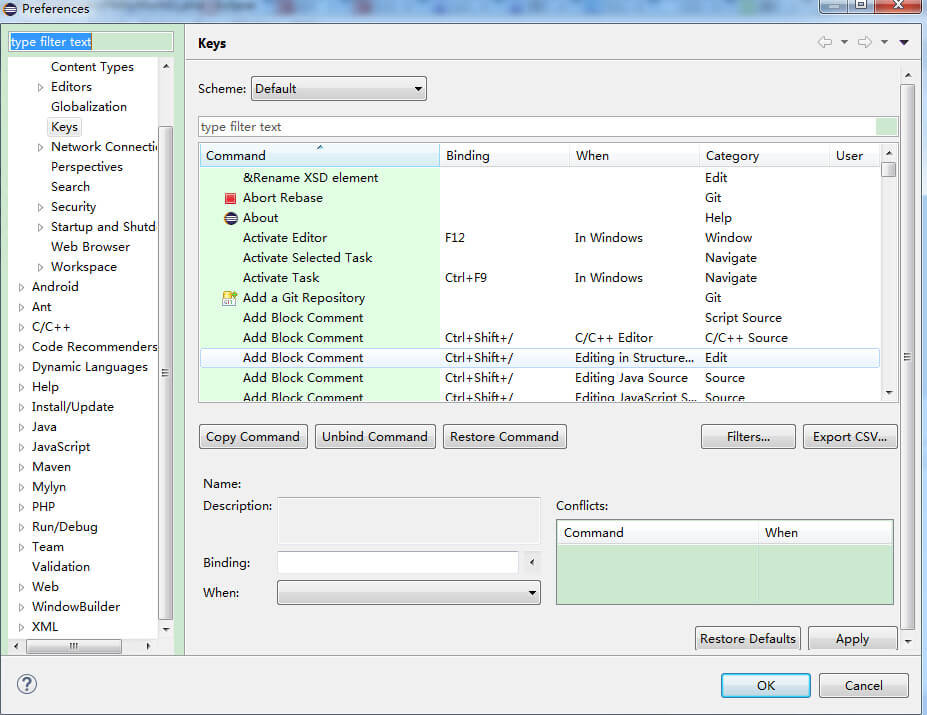 Preferences
type filter text
Content Types
Editors
Globalization
Keys
Network Connecti
Perspectives
Search
Security
Startup and Shutd
Web Browser
Workspace
Android
Ant
C/C++
Code Recommenders
Dynamic Languages
Help
Install/Update
Java
JavaScript
Maven
Mylyn
PHP
Run/Debug
Team
Validation
Web
WindowBuilder
XML
Keys
Scheme: Default
type filter text
Command Binding When Category User
&Rename XSD element Edit
Abort Rebase Git
About Help
Activate Editor F12 In Windows Window
Activate Selected Task Navigate
Activate Task Ctrl+F9 In Windows Navigate
Add a Git Repository Git
Add Block Comment Script Source
Add Block Comment Ctrl+Shift+/ C/C++ Editor C/C++ Source
Add Block Comment Ctrl+Shift+/ Editing in Structure... Edit
Add Block Comment Ctrl+Shift+/ Editing Java Source Source
Add Block Comment Ctrl+Shift+/ Editing JavaScript S... Source
Copy Command Unbind Command Restore Command Filters... Export CSV...
Name:
Description:
Binding:
When:
Conflicts:
Command When
Restore Defaults Apply
OK Cancel